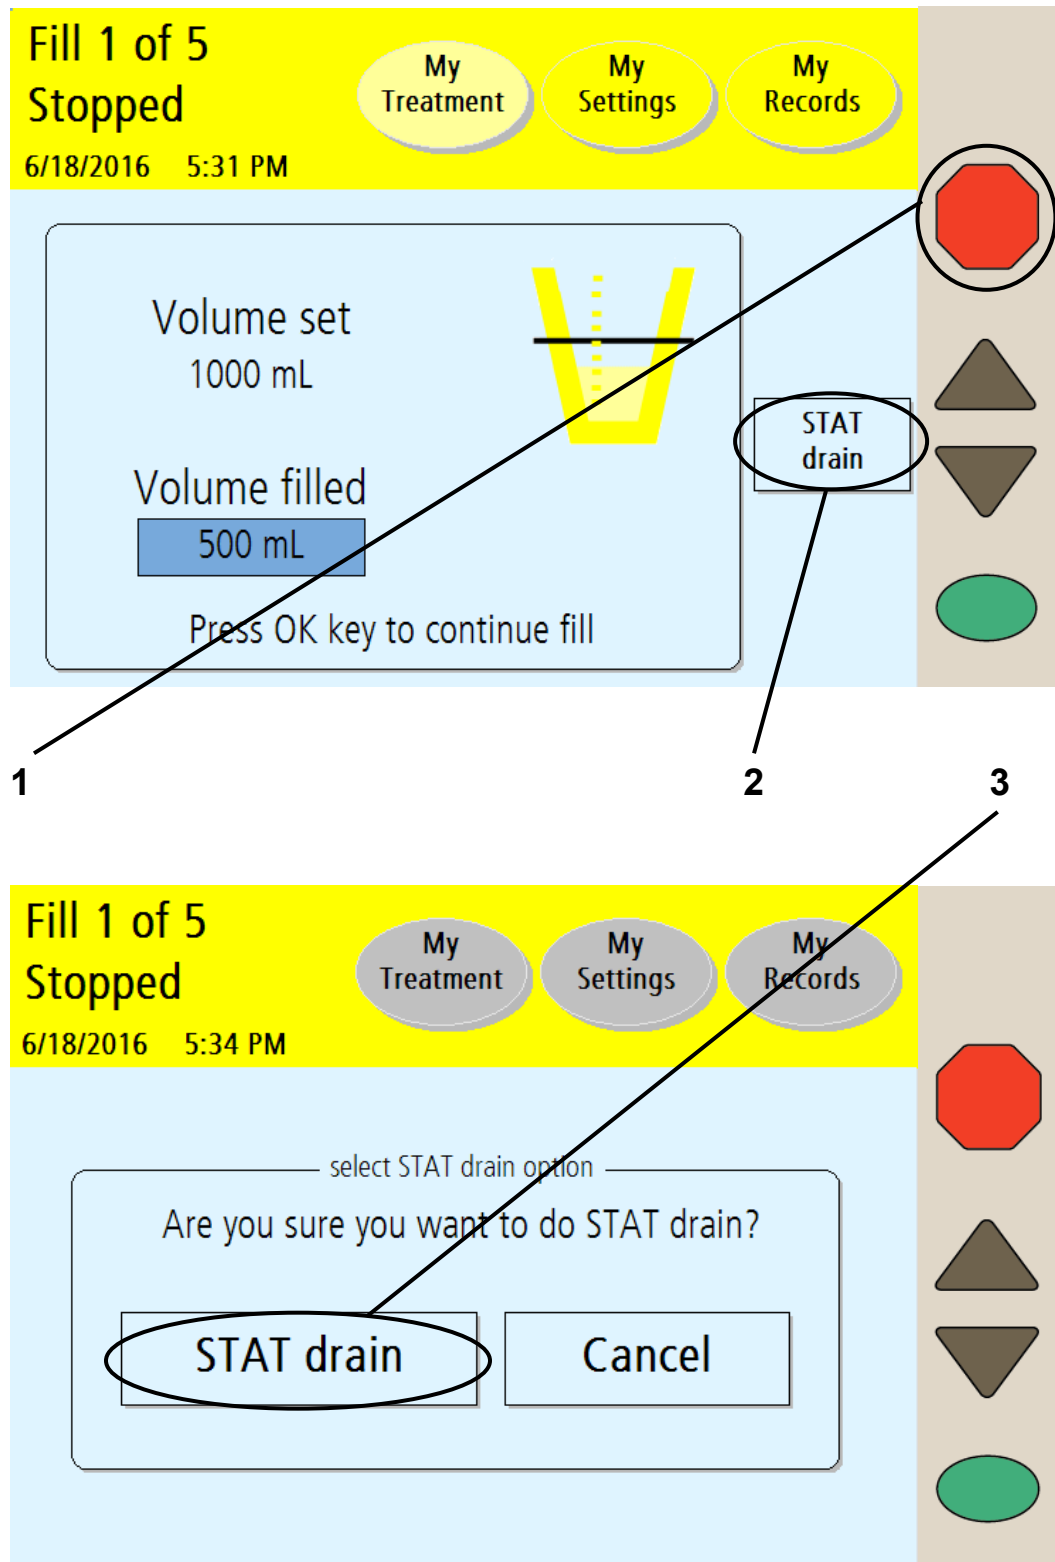 Fill 1 of 5
Stopped
6/18/2016 5:31 PM
My
Treatment
My
Settings
My
Records
Volume set
1000 mL
Volume filled
500 mL
Press OK key to continue fill
STAT
drain
1
2
3
Fill 1 of 5
Stopped
6/18/2016 5:34 PM
My
Treatment
My
Settings
My
Records
select STAT drain option
Are you sure you want to do STAT drain?
STAT drain
Cancel